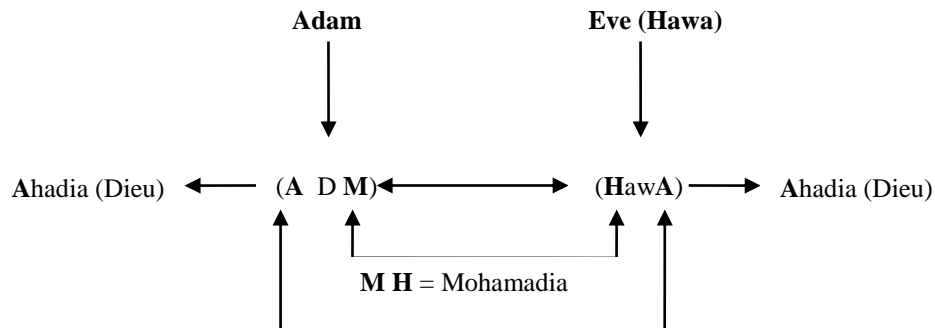 Adam Eve (Hawa)
Ahadia (Dieu) (A D M) (HawA) Ahadia (Dieu)
M H = Mohamadia